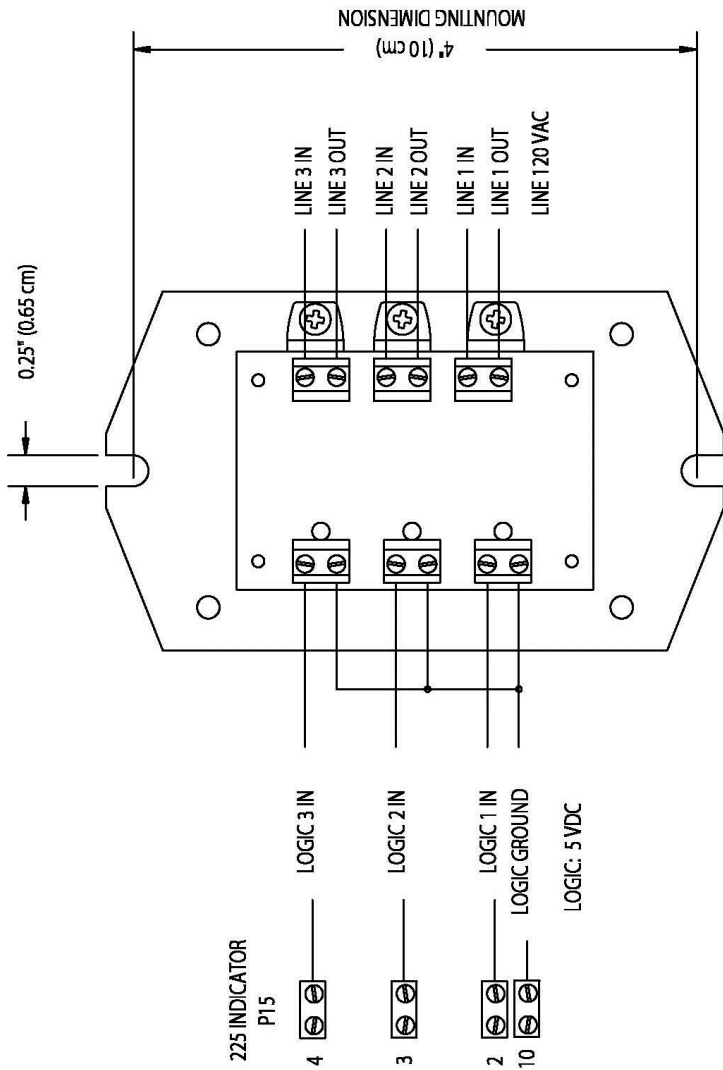 MOUNTING DIMENSION
4" (10 cm)
0.25" (0.65 cm)
LINE 3 IN
LINE 3 OUT
LINE 2 IN
LINE 2 OUT
LINE 1 IN
LINE 1 OUT
LINE 120 VAC
225 INDICATOR
P15
4
LOGIC 3 IN
3
LOGIC 2 IN
2
LOGIC 1 IN
10
LOGIC GROUND
LOGIC: 5 VDC